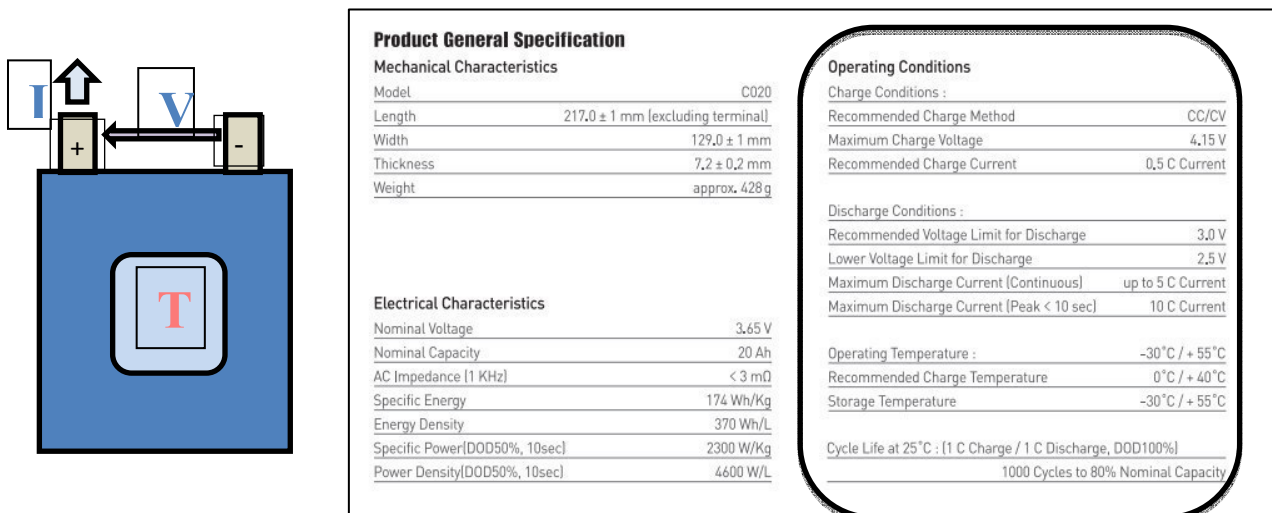 I
V
+
-
T
Product General Specification
Mechanical Characteristics
Model C020
Length 217.0 ± 1 mm (excluding terminal)
Width 129.0 ± 1 mm
Thickness 7.2 ± 0.2 mm
Weight approx. 428 g
Electrical Characteristics
Nominal Voltage 3.65 V
Nominal Capacity 20 Ah
AC Impedance (1 KHz) < 3 mΩ
Specific Energy 174 Wh/Kg
Energy Density 370 Wh/L
Specific Power(DOD50%, 10sec) 2300 W/Kg
Power Density(DOD50%, 10sec) 4600 W/L
Operating Conditions
Charge Conditions :
Recommended Charge Method CC/CV
Maximum Charge Voltage 4.15 V
Recommended Charge Current 0.5 C Current
Discharge Conditions :
Recommended Voltage Limit for Discharge 3.0 V
Lower Voltage Limit for Discharge 2.5 V
Maximum Discharge Current (Continuous) up to 5 C Current
Maximum Discharge Current (Peak < 10 sec) 10 C Current
Operating Temperature : -30˚C / + 55˚C
Recommended Charge Temperature 0˚C / + 40˚C
Storage Temperature -30˚C / + 55˚C
Cycle Life at 25˚C : (1 C Charge / 1 C Discharge, DOD100%)
1000 Cycles to 80% Nominal Capacity